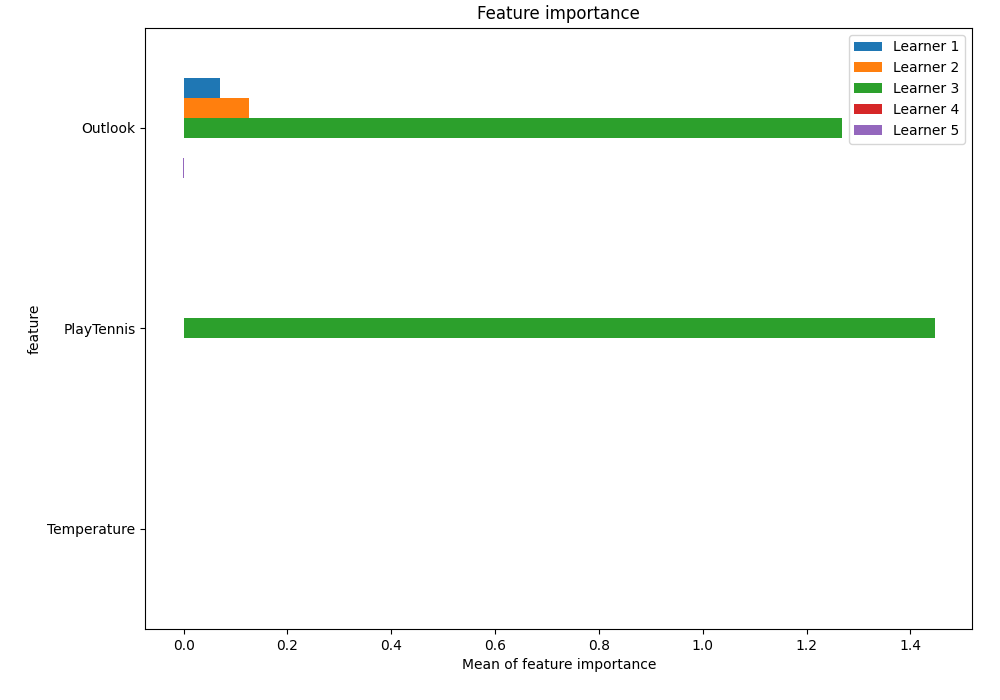 Feature importance
Learner 1
Learner 2
Learner 3
Learner 4
Learner 5
Outlook
PlayTennis
Temperature
feature
0.0 0.2 0.4 0.6 0.8 1.0 1.2 1.4
Mean of feature importance